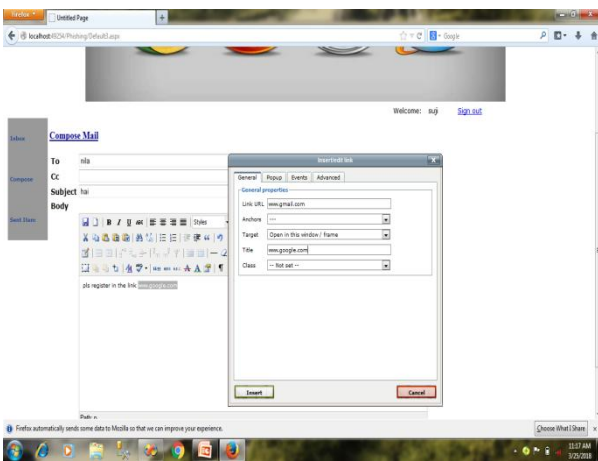 Firefox
Untitled Page
localhost:49254/Phishing/Default3.aspx
Google
Welcome: suji Sign out
Inbox
Compose
Sent Item
Compose Mail
To nila
Cc
Subject hai
Body
Styles
pls register in the link www.google.com
Path: p
Insert/edit link
General Popup Events Advanced
General properties
Link URL www.gmail.com
Anchors ---
Target Open in this window / frame
Title www.google.com
Class -- Not set --
Insert Cancel
Firefox automatically sends some data to Mozilla so that we can improve your experience.
Choose What I Share
11:17 AM
3/25/2018